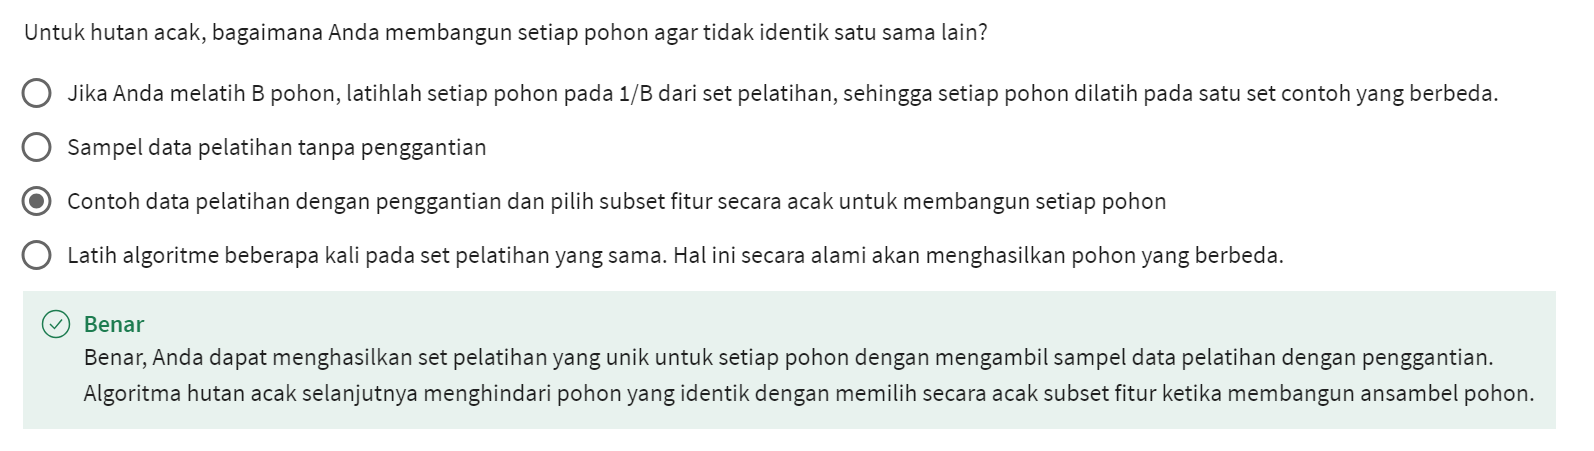 Untuk hutan acak, bagaimana Anda membangun setiap pohon agar tidak identik satu sama lain?
Jika Anda melatih B pohon, latihlah setiap pohon pada 1/B dari set pelatihan, sehingga setiap pohon dilatih pada satu set contoh yang berbeda.
Sampel data pelatihan tanpa penggantian
Contoh data pelatihan dengan penggantian dan pilih subset fitur secara acak untuk membangun setiap pohon
Latih algoritme beberapa kali pada set pelatihan yang sama. Hal ini secara alami akan menghasilkan pohon yang berbeda.
Benar
Benar, Anda dapat menghasilkan set pelatihan yang unik untuk setiap pohon dengan mengambil sampel data pelatihan dengan penggantian.
Algoritma hutan acak selanjutnya menghindari pohon yang identik dengan memilih secara acak subset fitur ketika membangun ansambel pohon.